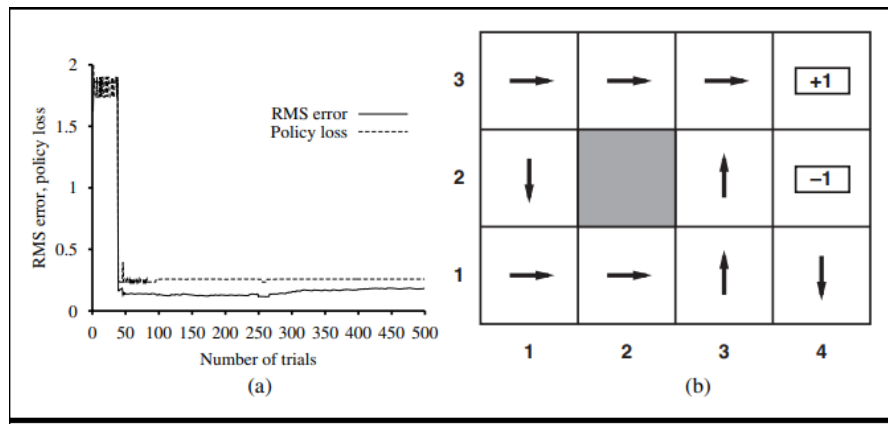 2
1.5
1
0.5
0
RMS error, policy loss
RMS error
Policy loss
0 50 100 150 200 250 300 350 400 450 500
Number of trials
(a)
3
2
1
+1
–1
1 2 3 4
(b)